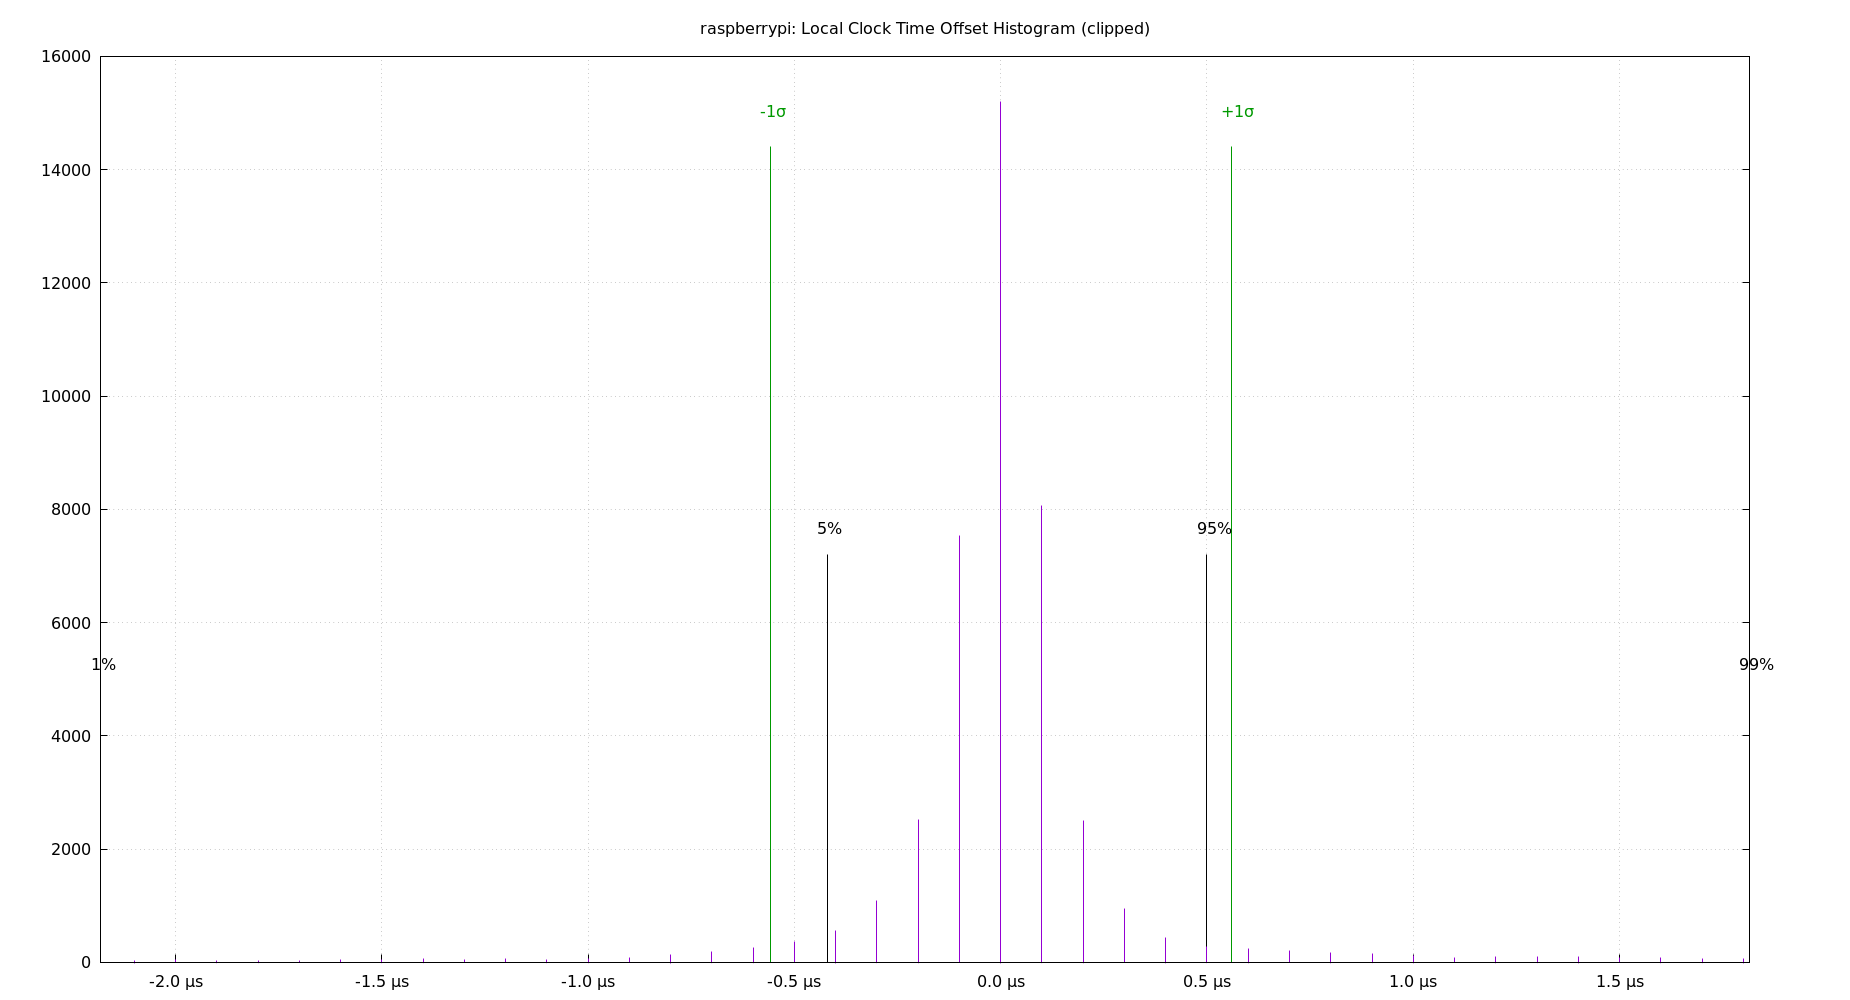 raspberrypi: Local Clock Time Offset Histogram (clipped)
16000
-1σ
+1σ
14000
12000
10000
8000
5%
95%
6000
1%
99%
4000
2000
0
-2.0 µs
-1.5 µs
-1.0 µs
-0.5 µs
0.0 µs
0.5 µs
1.0 µs
1.5 µs